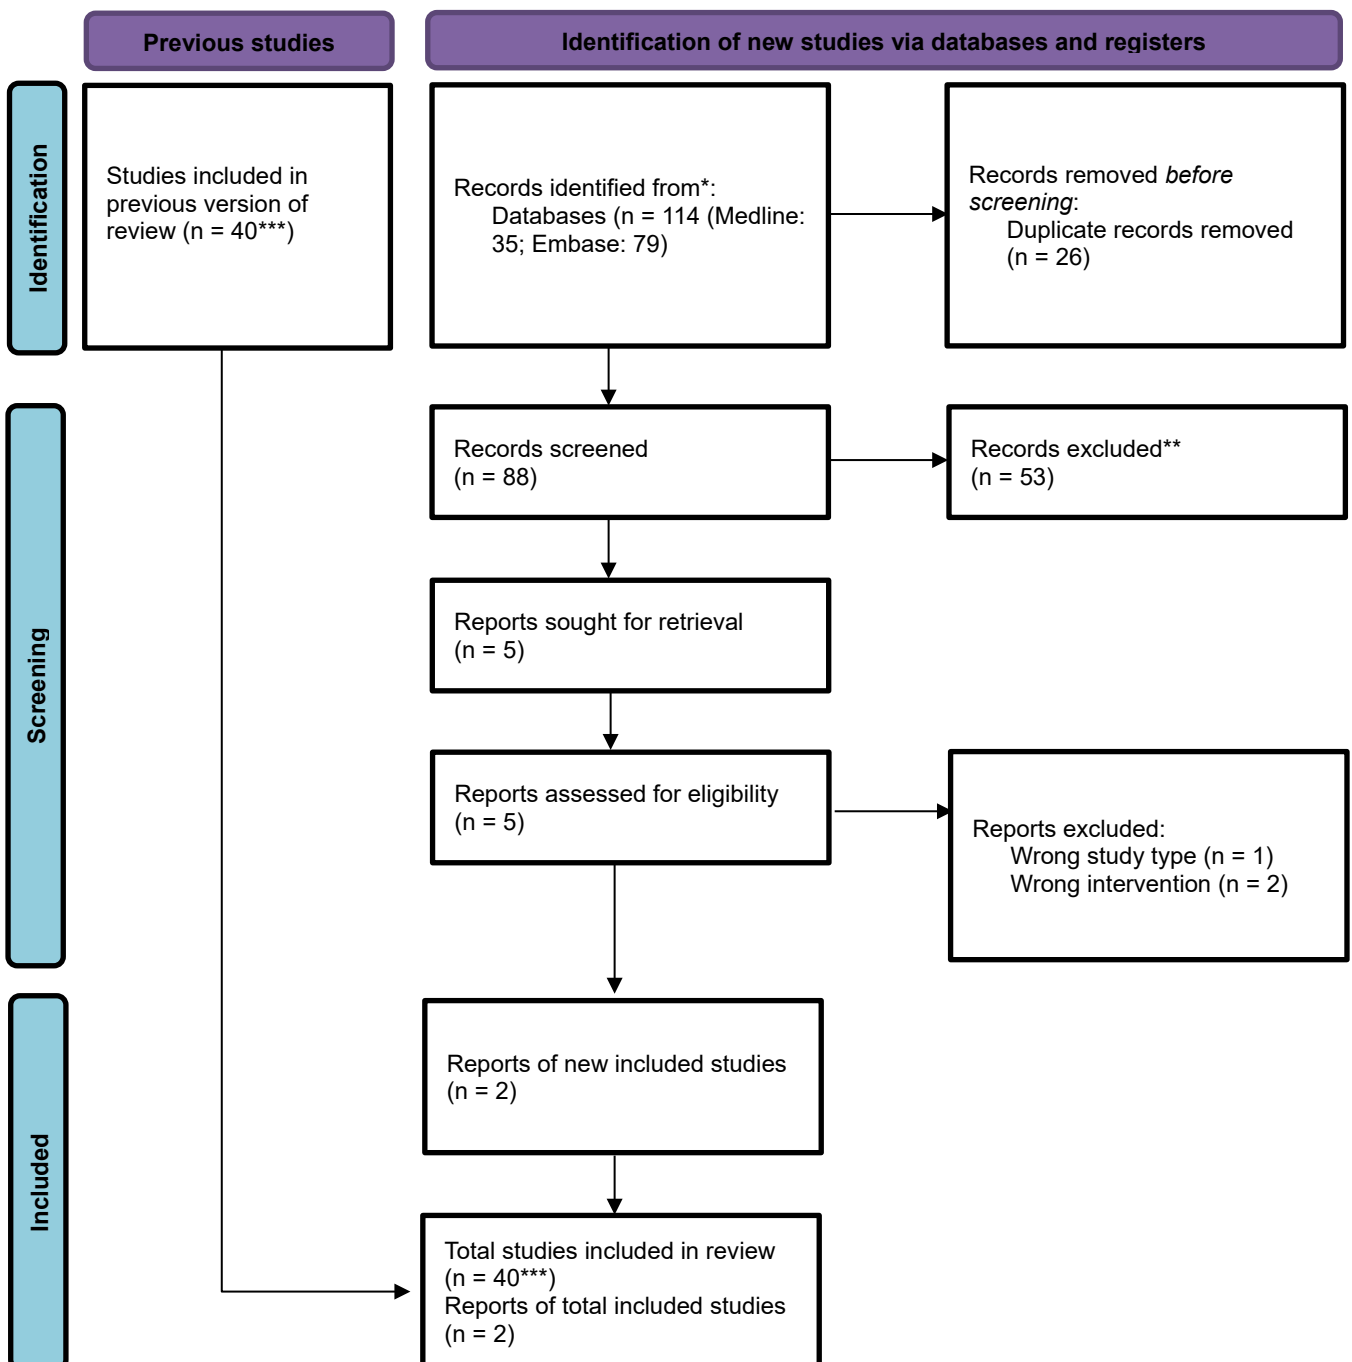 Previous studies
Identification of new studies via databases and registers
Identification
Studies included in
previous version of
review (n = 40***)
Records identified from*:
Databases (n = 114 (Medline:
35; Embase: 79)
Records removed before
screening:
Duplicate records removed
(n = 26)
Screening
Records screened
(n = 88)
Records excluded**
(n = 53)
Reports sought for retrieval
(n = 5)
Reports assessed for eligibility
(n = 5)
Reports excluded:
Wrong study type (n = 1)
Wrong intervention (n = 2)
Included
Reports of new included studies
(n = 2)
Total studies included in review
(n = 40***)
Reports of total included studies
(n = 2)